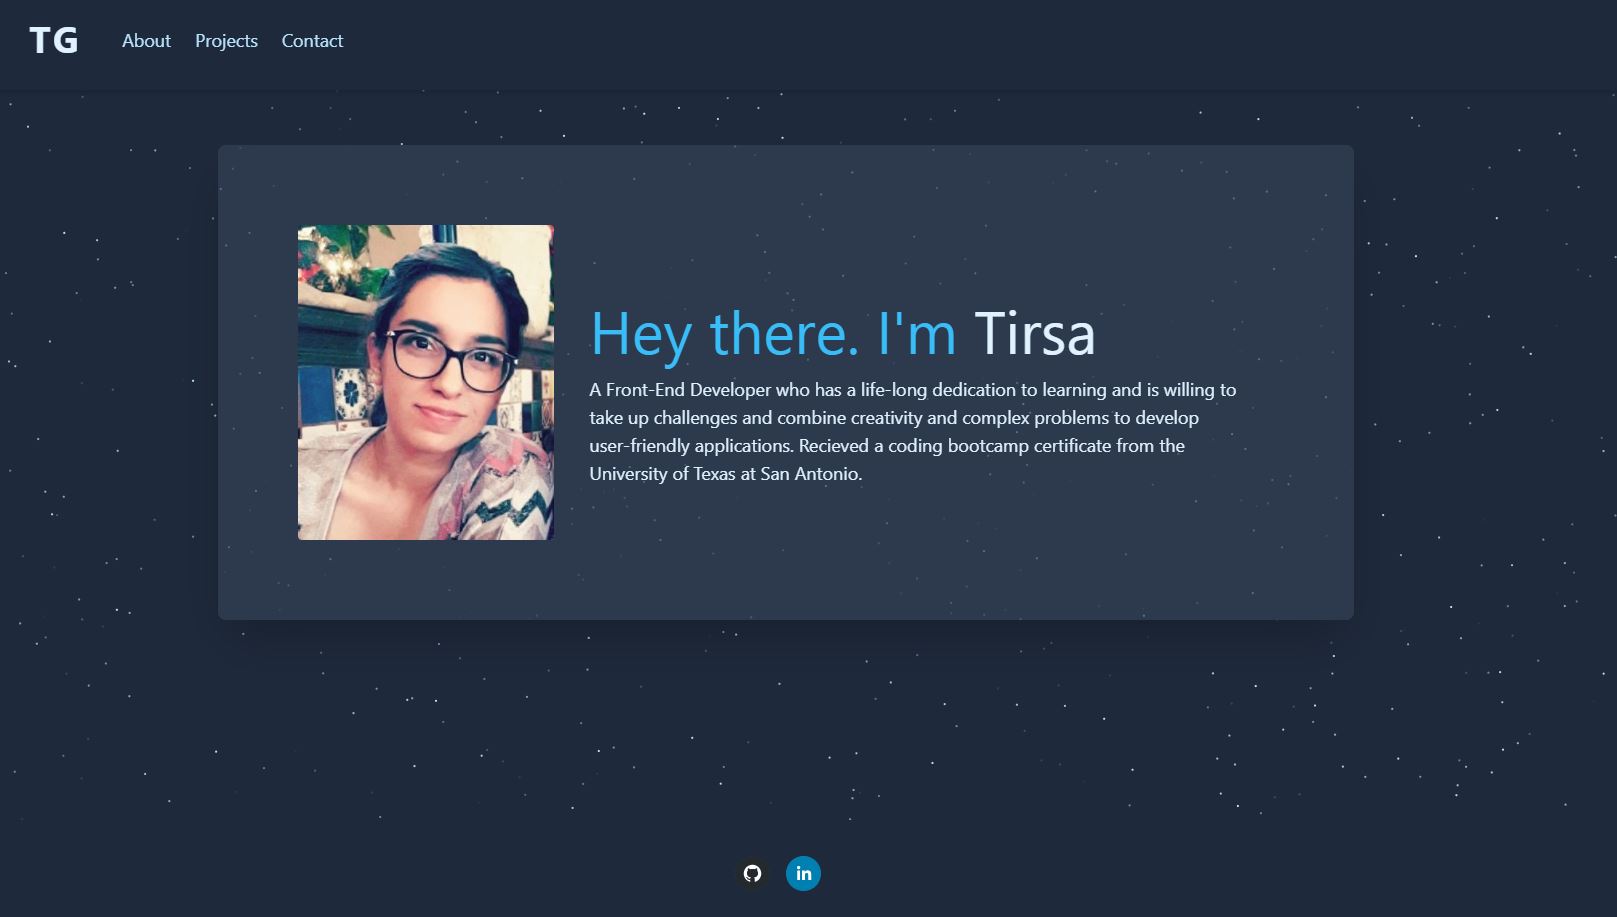 TG
About Projects Contact
Hey there. I'm Tirsa
A Front-End Developer who has a life-long dedication to learning and is willing to
take up challenges and combine creativity and complex problems to develop
user-friendly applications. Recieved a coding bootcamp certificate from the
University of Texas at San Antonio.
in